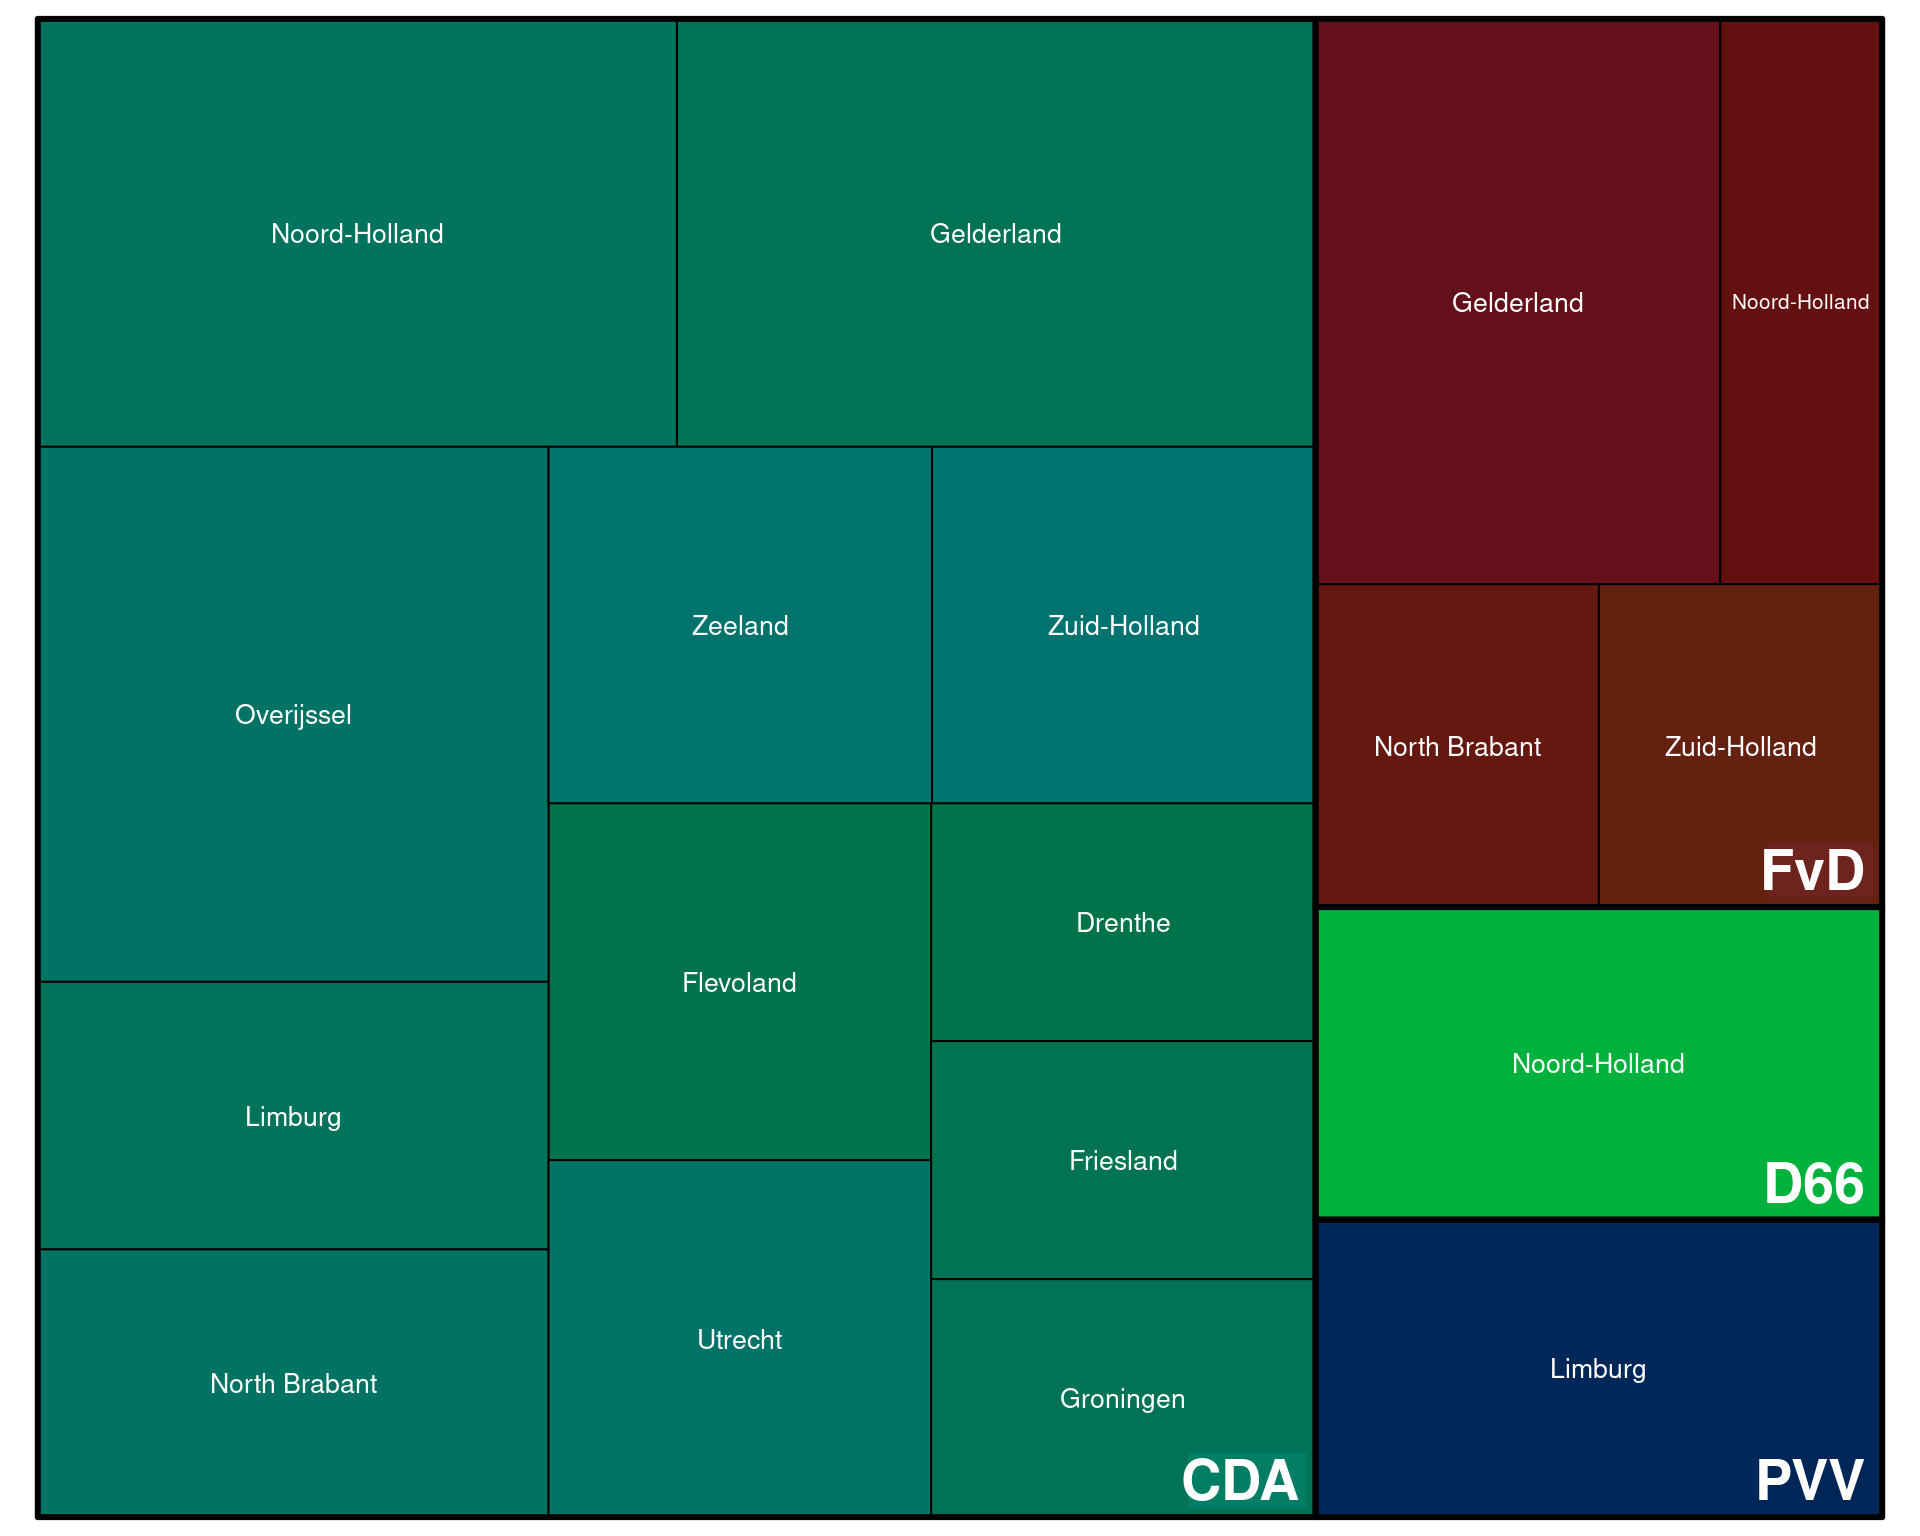 Noord-Holland
Gelderland
Overijssel
Zeeland
Zuid-Holland
Limburg
North Brabant
Flevoland
Utrecht
Drenthe
Friesland
Groningen
CDA
Gelderland
Noord-Holland
North Brabant
Zuid-Holland
FvD
Noord-Holland
D66
Limburg
PVV